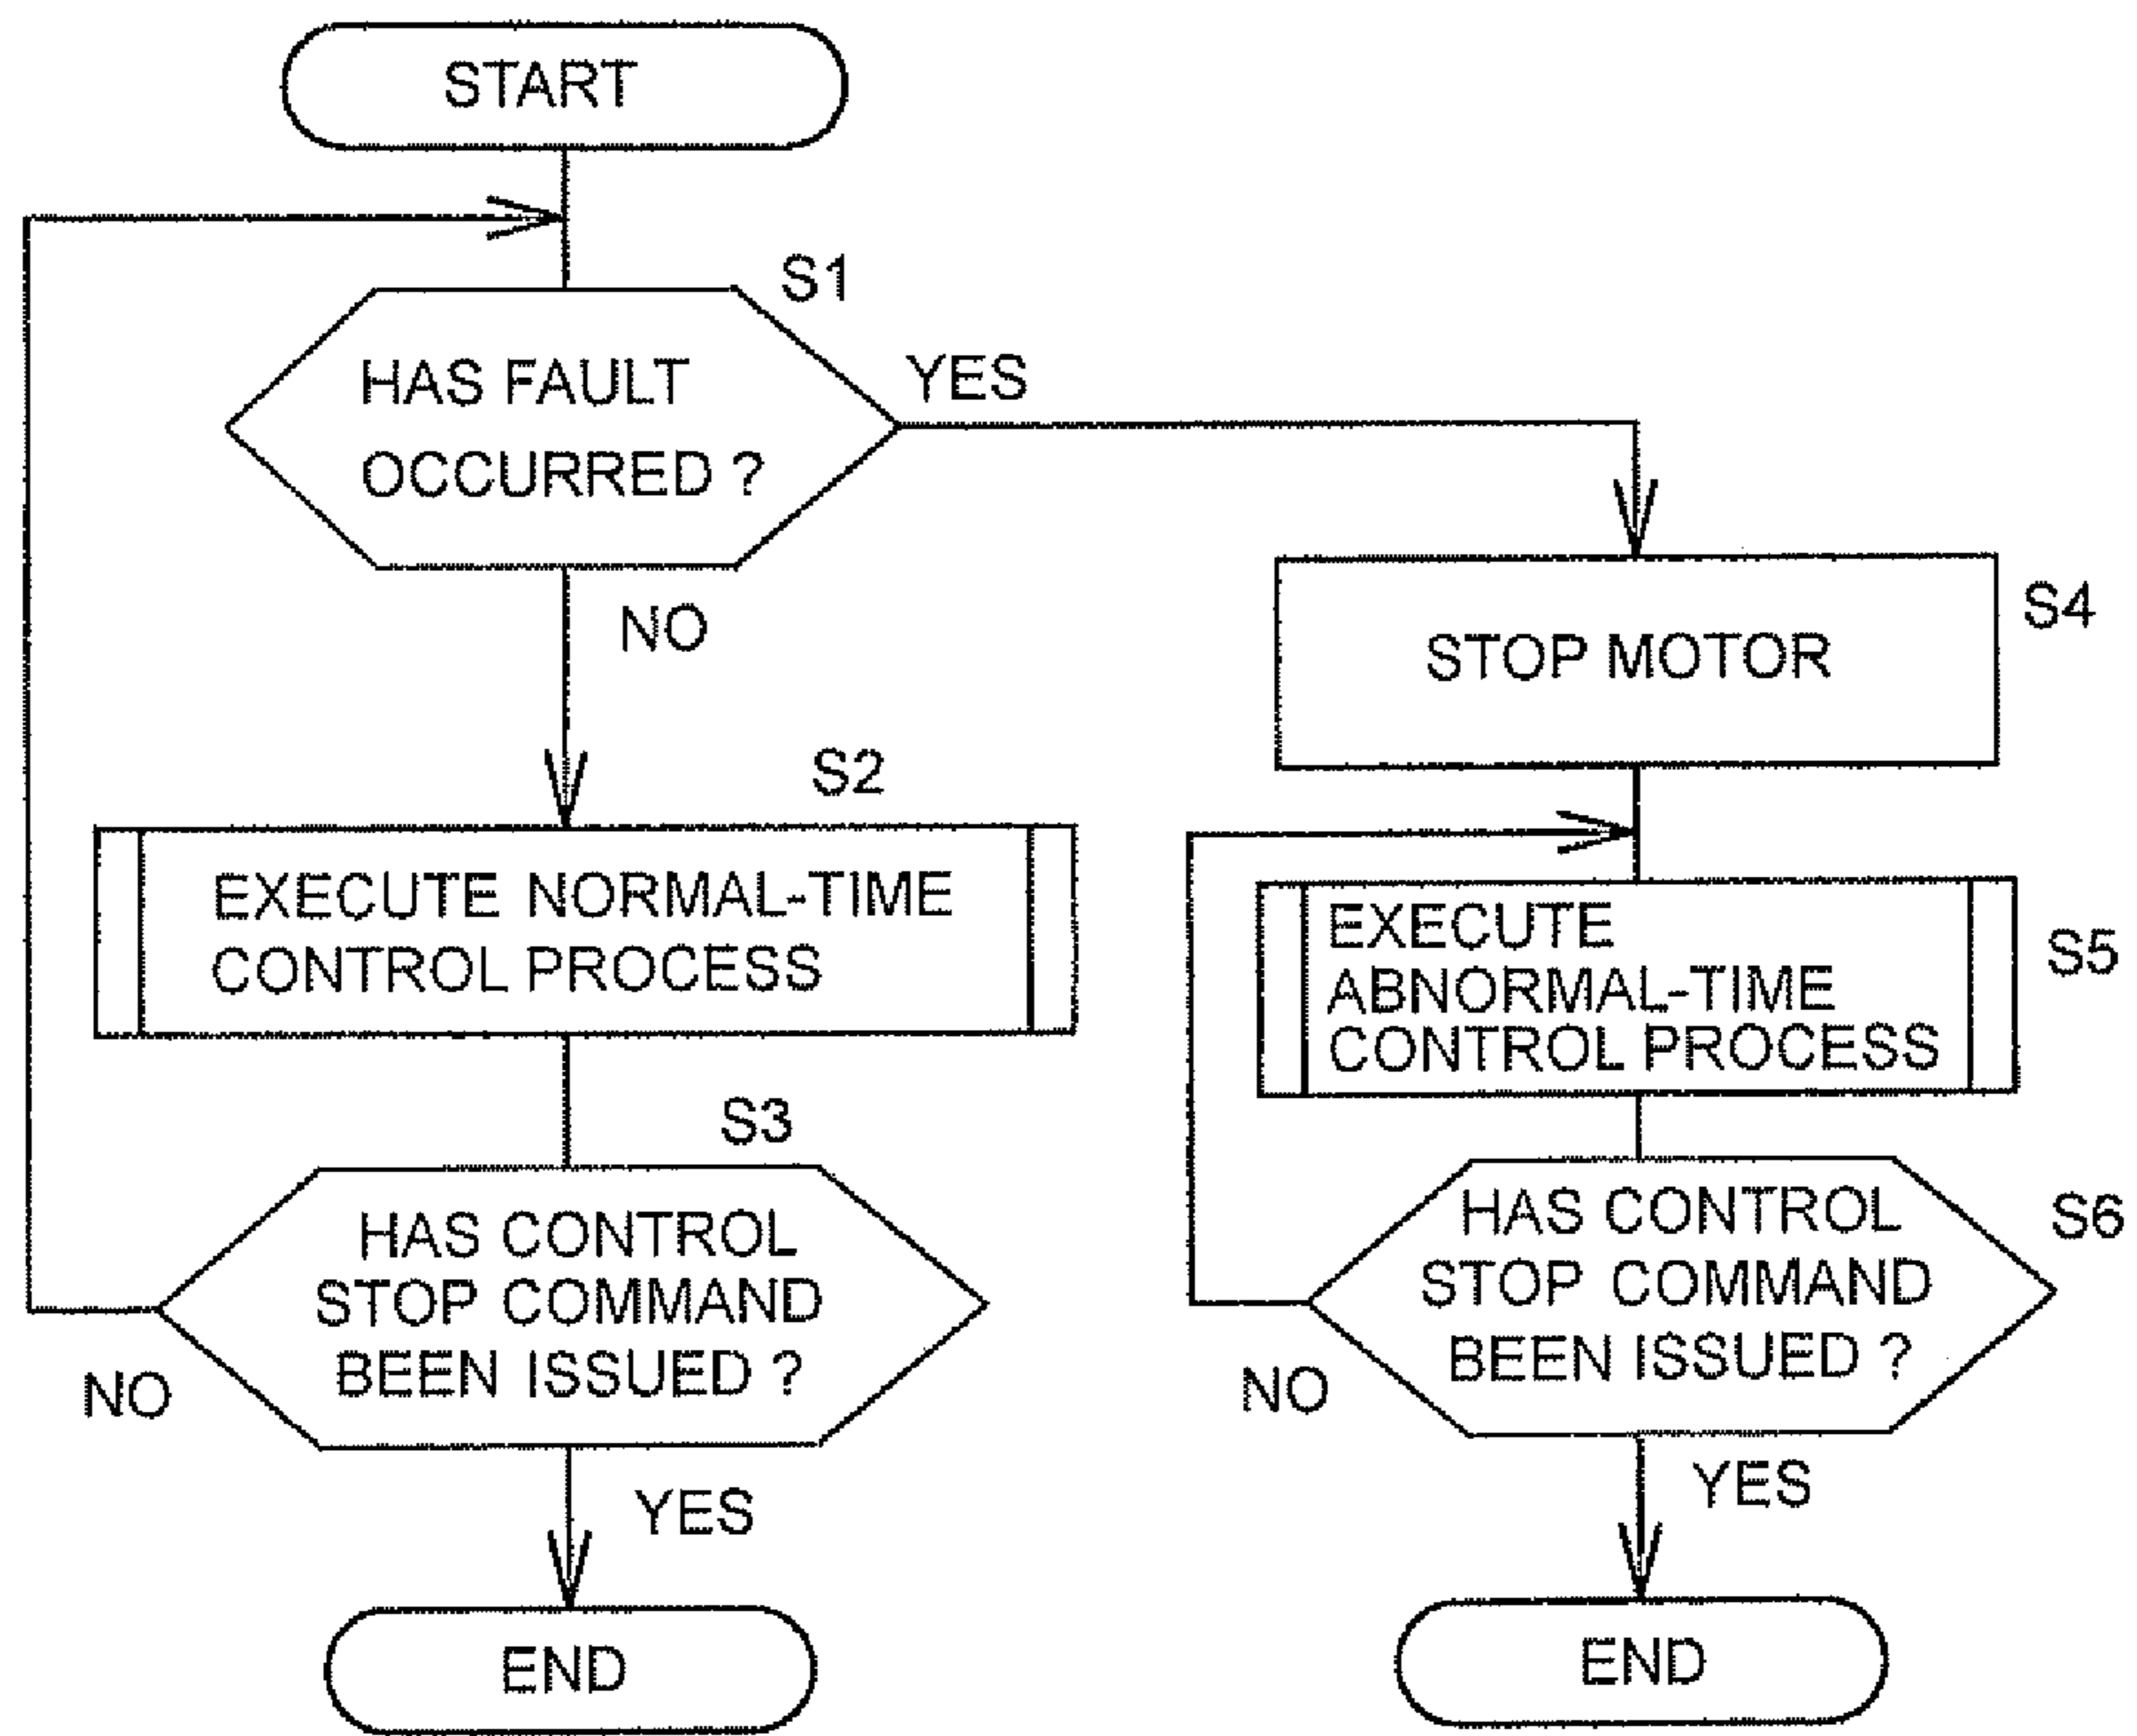 START
S1
HAS FAULT
OCCURRED ?
YES
NO
S2
EXECUTE NORMAL-TIME
CONTROL PROCESS
S3
HAS CONTROL
STOP COMMAND
BEEN ISSUED ?
NO
YES
END
S4
STOP MOTOR
EXECUTE
ABNORMAL-TIME
CONTROL PROCESS
S5
HAS CONTROL
STOP COMMAND
BEEN ISSUED ?
S6
NO
YES
END